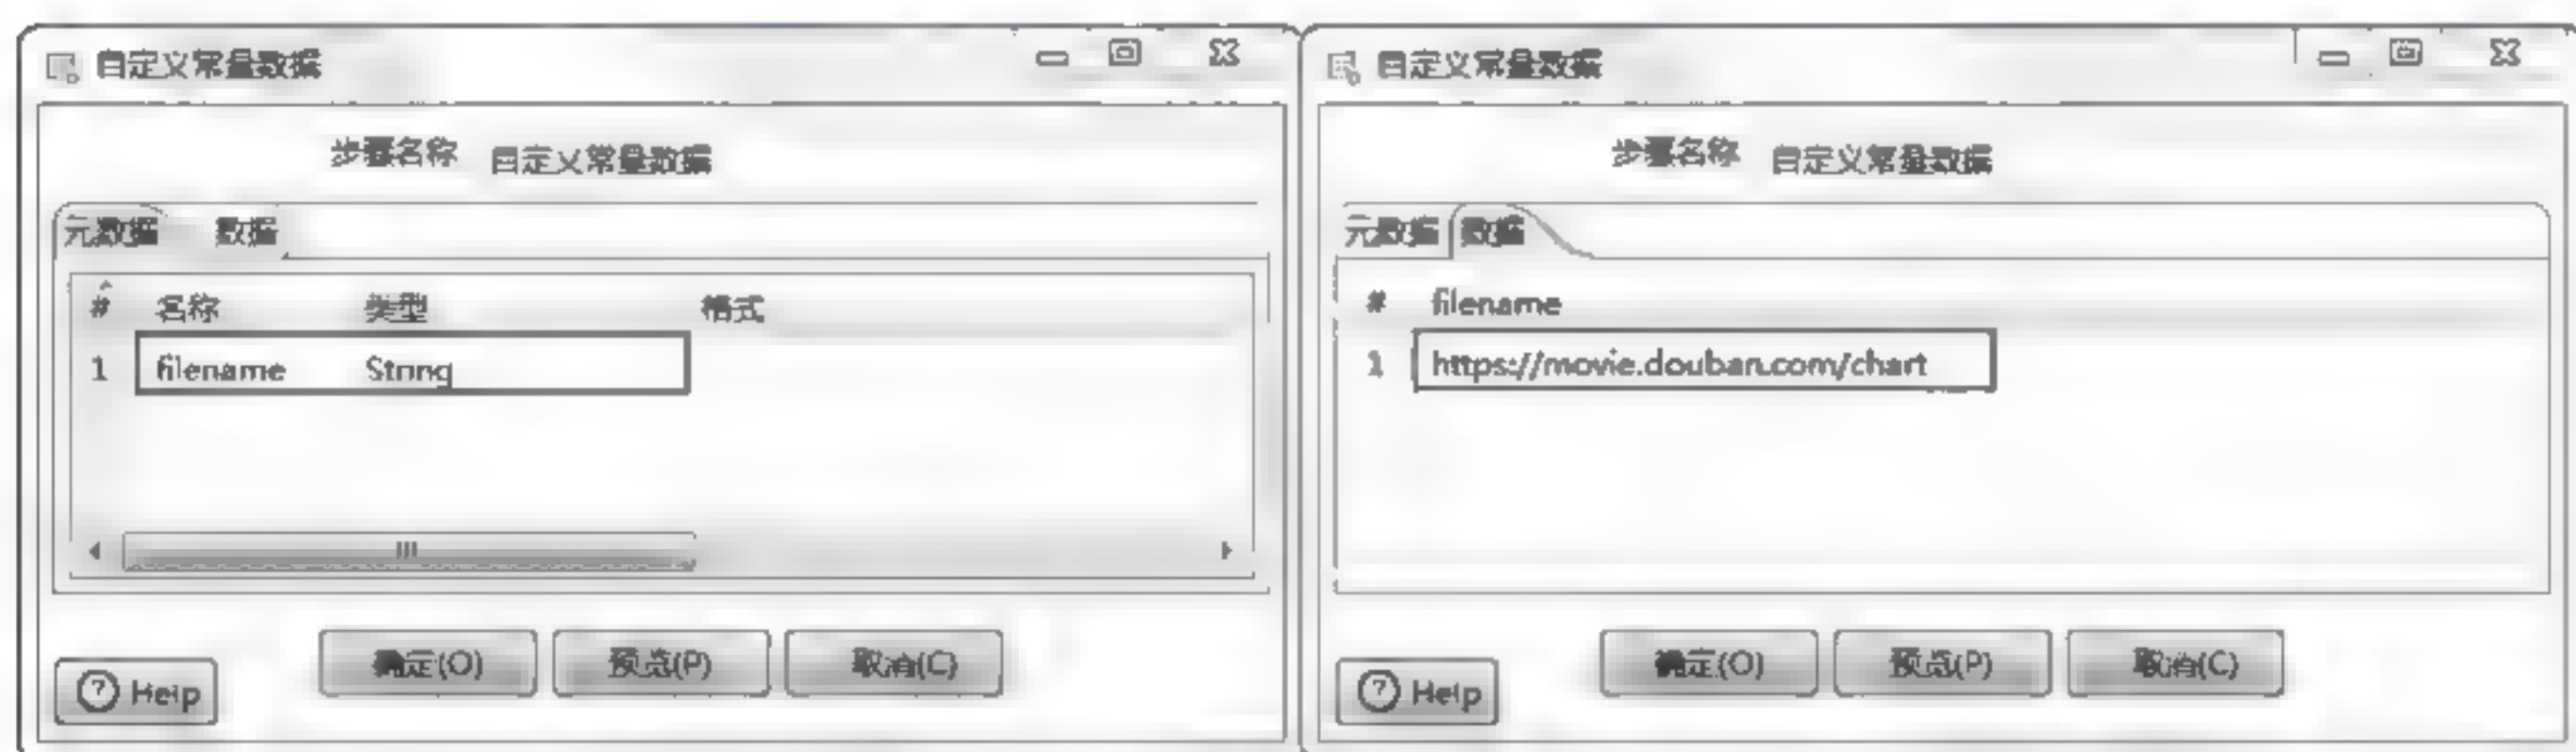 自定义常量数据
步骤名称 自定义常量数据
元数据 数据
# 名称 类型 格式
1 filename String
确定(O) 预览(P) 取消(C)
Help
自定义常量数据
步骤名称 自定义常量数据
元数据 数据
# filename
1 https://movie.douban.com/chart
确定(O) 预览(P) 取消(C)
Help